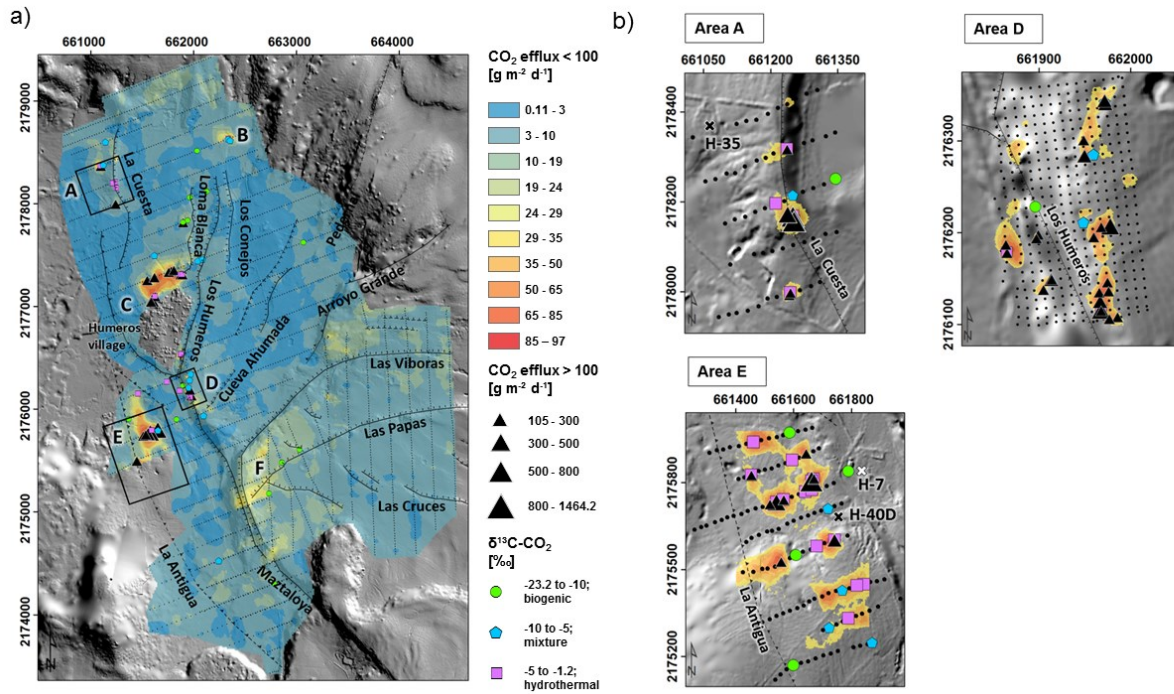 a)
661000 662000 663000 664000
2179000
2178000
2177000
2176000
2175000
2174000
A
B
C
D
E
F
La Cuesta
Loma Blanca
Los Conejos
Los Humeros
Ped
Arroyo Grande
Cueva Ahumada
Humeros
village
Las Viboras
Las Papas
Las Cruces
La Antigua
Maztaloya
N
CO₂ efflux < 100
[g m⁻² d⁻¹]
0.11 - 3
3 - 10
10 - 19
19 - 24
24 - 29
29 - 35
35 - 50
50 - 65
65 - 85
85 - 97
CO₂ efflux > 100
[g m⁻² d⁻¹]
105 - 300
300 - 500
500 - 800
800 - 1464.2
δ¹³C-CO₂
[‰]
-23.2 to -10;
biogenic
-10 to -5;
mixture
-5 to -1.2;
hydrothermal
b)
Area A
661050 661250 661350
2178400
2178200
2178000
H-35
La Cuesta
N
Area D
661900 662000
2176300
2176200
2176100
Los Humeros
N
Area E
661400 661600 661800
2175800
2175500
2175200
H-7
H-40D
La Antigua
N